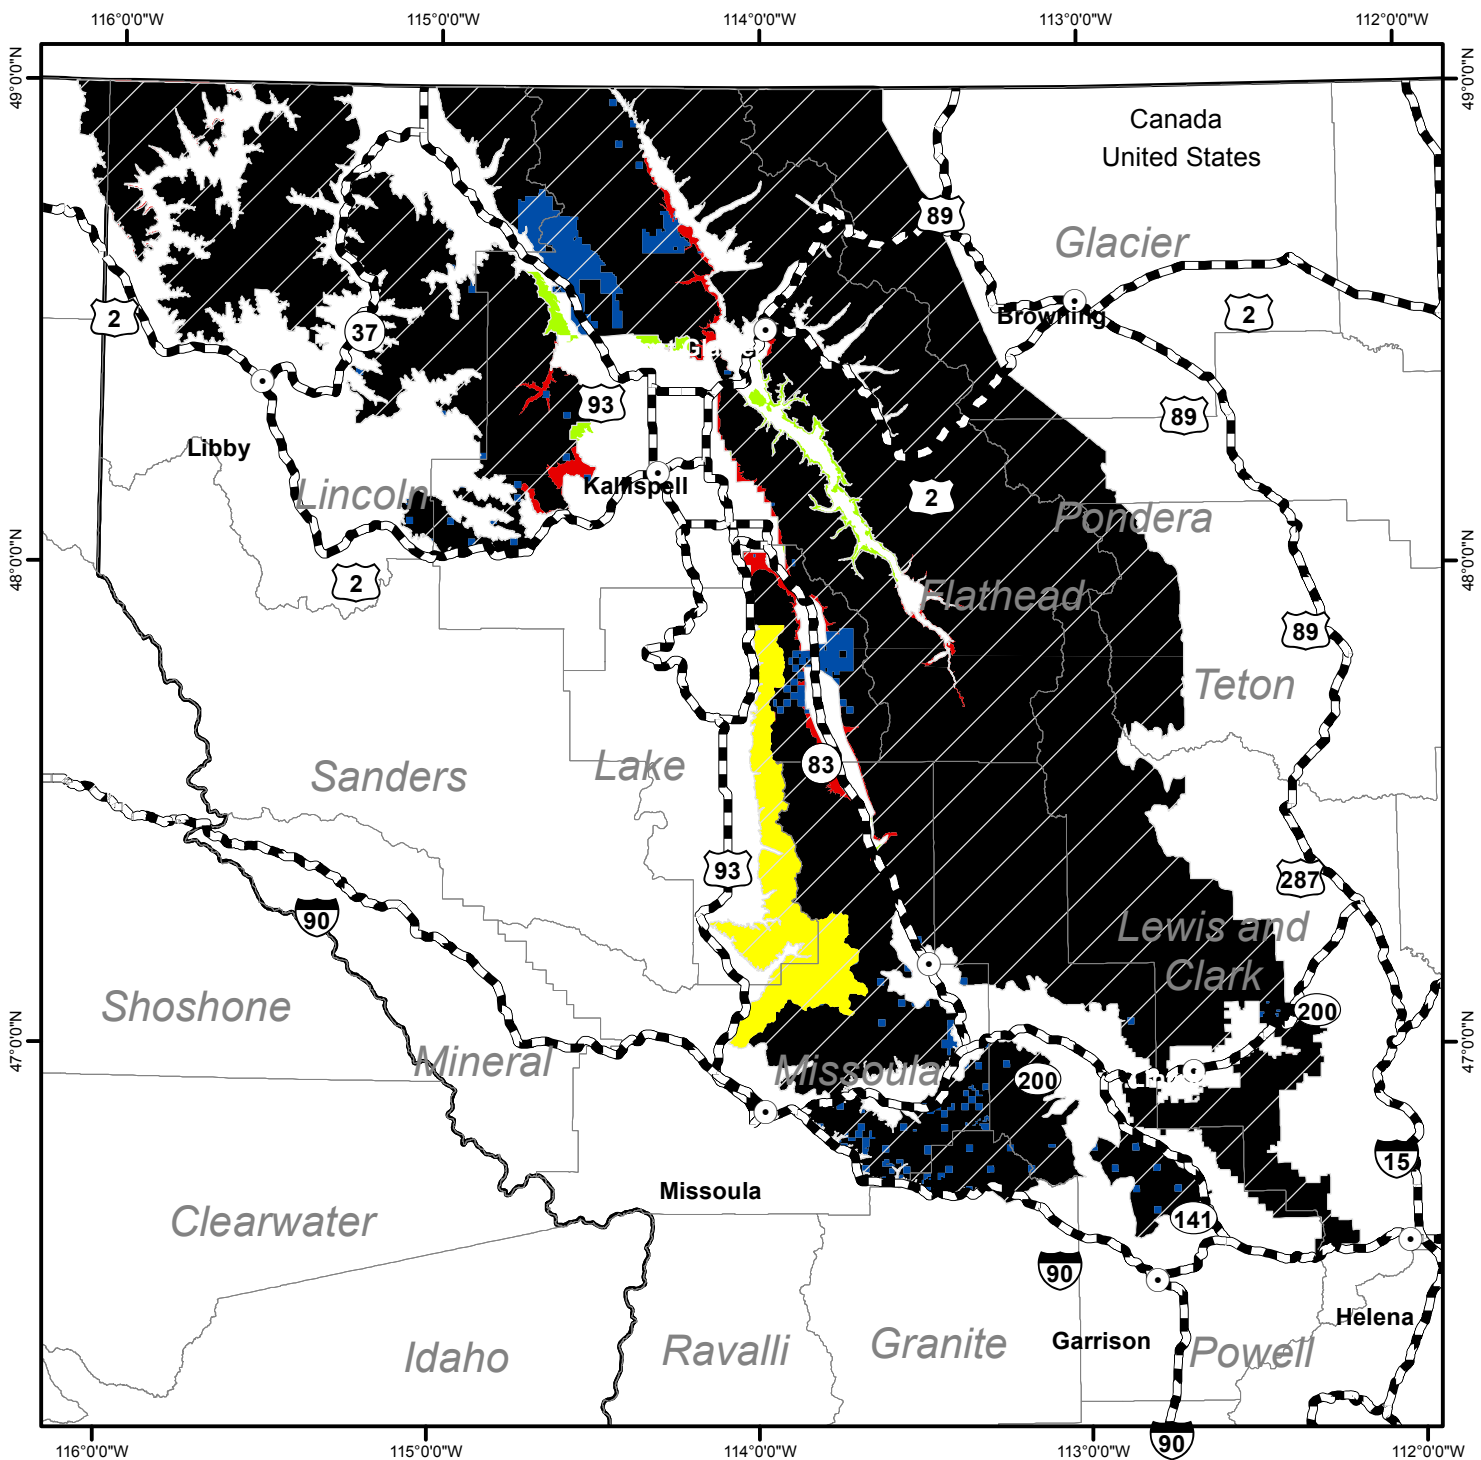 116°0'0"W
115°0'0"W
114°0'0"W
113°0'0"W
112°0'0"W
49°0'0"N
49°0'0"N
Canada
United States
89
Glacier
2
37
Browning
2
93
89
Libby
Kalispell
Lincoln
2
Pondera
48°0'0"N
48°0'0"N
2
Flathead
89
Teton
Sanders
Lake
83
93
287
90
Lewis and
Clark
Shoshone
200
47°0'0"N
47°0'0"N
Mineral
Missoula
200
15
Missoula
Clearwater
141
90
Helena
Idaho
Ravalli
Granite
Garrison
Powell
90
116°0'0"W
115°0'0"W
114°0'0"W
113°0'0"W
112°0'0"W